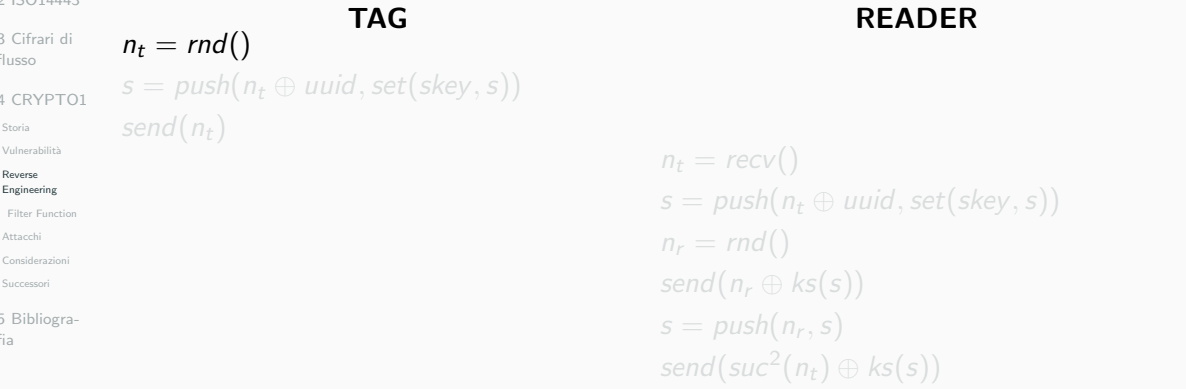 2 ISO14443
3 Cifrari di
flusso
4 CRYPTO1
Storia
Vulnerabilità
Reverse
Engineering
Filter Function
Attacchi
Considerazioni
Successori
5 Bibliogra-
fia
TAG
n_t = rnd()
s = push(n_t ⊕ uuid, set(skey, s))
send(n_t)
READER
n_t = recv()
s = push(n_t ⊕ uuid, set(skey, s))
n_r = rnd()
send(n_r ⊕ ks(s))
s = push(n_r, s)
send(suc²(n_t) ⊕ ks(s))